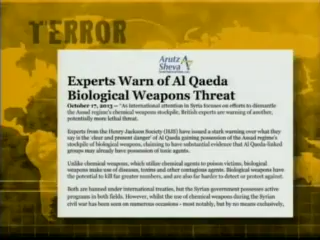 TERROR
Arutz
Sheva
Experts Warn of Al Qaeda
Biological Weapons Threat
October 17, 2013 – "As international attention in Syria focuses on efforts to dismantle
the Assad regime's chemical weapons stockpile, British experts are warning of another,
potentially more lethal threat.
Experts from the Henry Jackson Society (HJS) have issued a stark warning over what they
say is the 'clear and present danger' of Al Qaeda gaining possession of the Assad regime's
stockpile of biological weapons, claiming to have substantial evidence that Al Qaeda-linked
groups may already have possession of toxic agents.
Unlike chemical weapons, which utilize chemical agents to poison victims, biological
weapons make use of diseases, toxins and other contagious agents. Biological weapons have
the potential to kill far greater numbers, and are also far harder to detect or protect against.
Both are banned under international treaties, but the Syrian government possesses active
programs in both fields. However, whilst the use of chemical weapons during the Syrian
civil war has been seen on numerous occasions - most notably, but by no means exclusively,